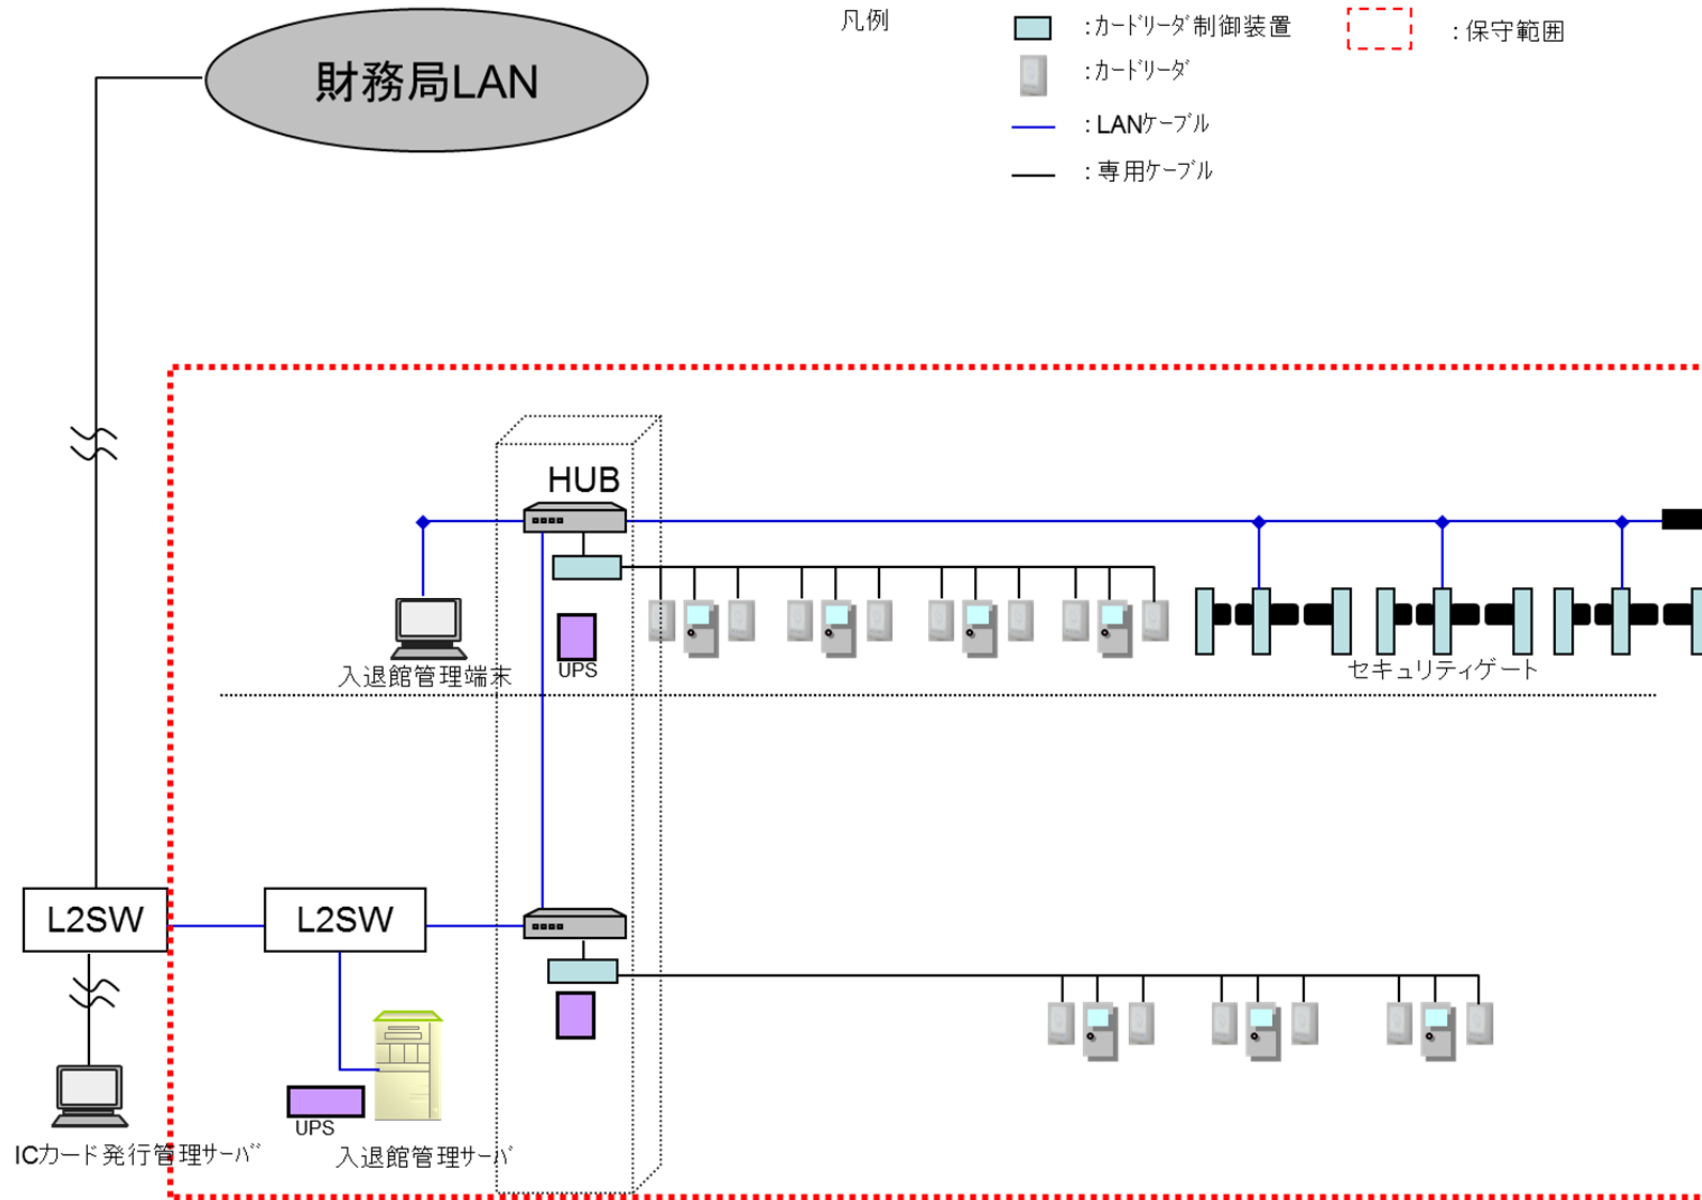 財務局LAN
凡例
:ｶｰﾄﾞﾘｰﾀﾞ制御装置
:保守範囲
:ｶｰﾄﾞﾘｰﾀﾞ
:LANｹｰﾌﾞﾙ
:専用ｹｰﾌﾞﾙ
HUB
入退館管理端末
UPS
セキュリティゲート
L2SW
L2SW
UPS
ICカード発行管理ｻｰﾊﾞ
入退館管理ｻｰﾊﾞ